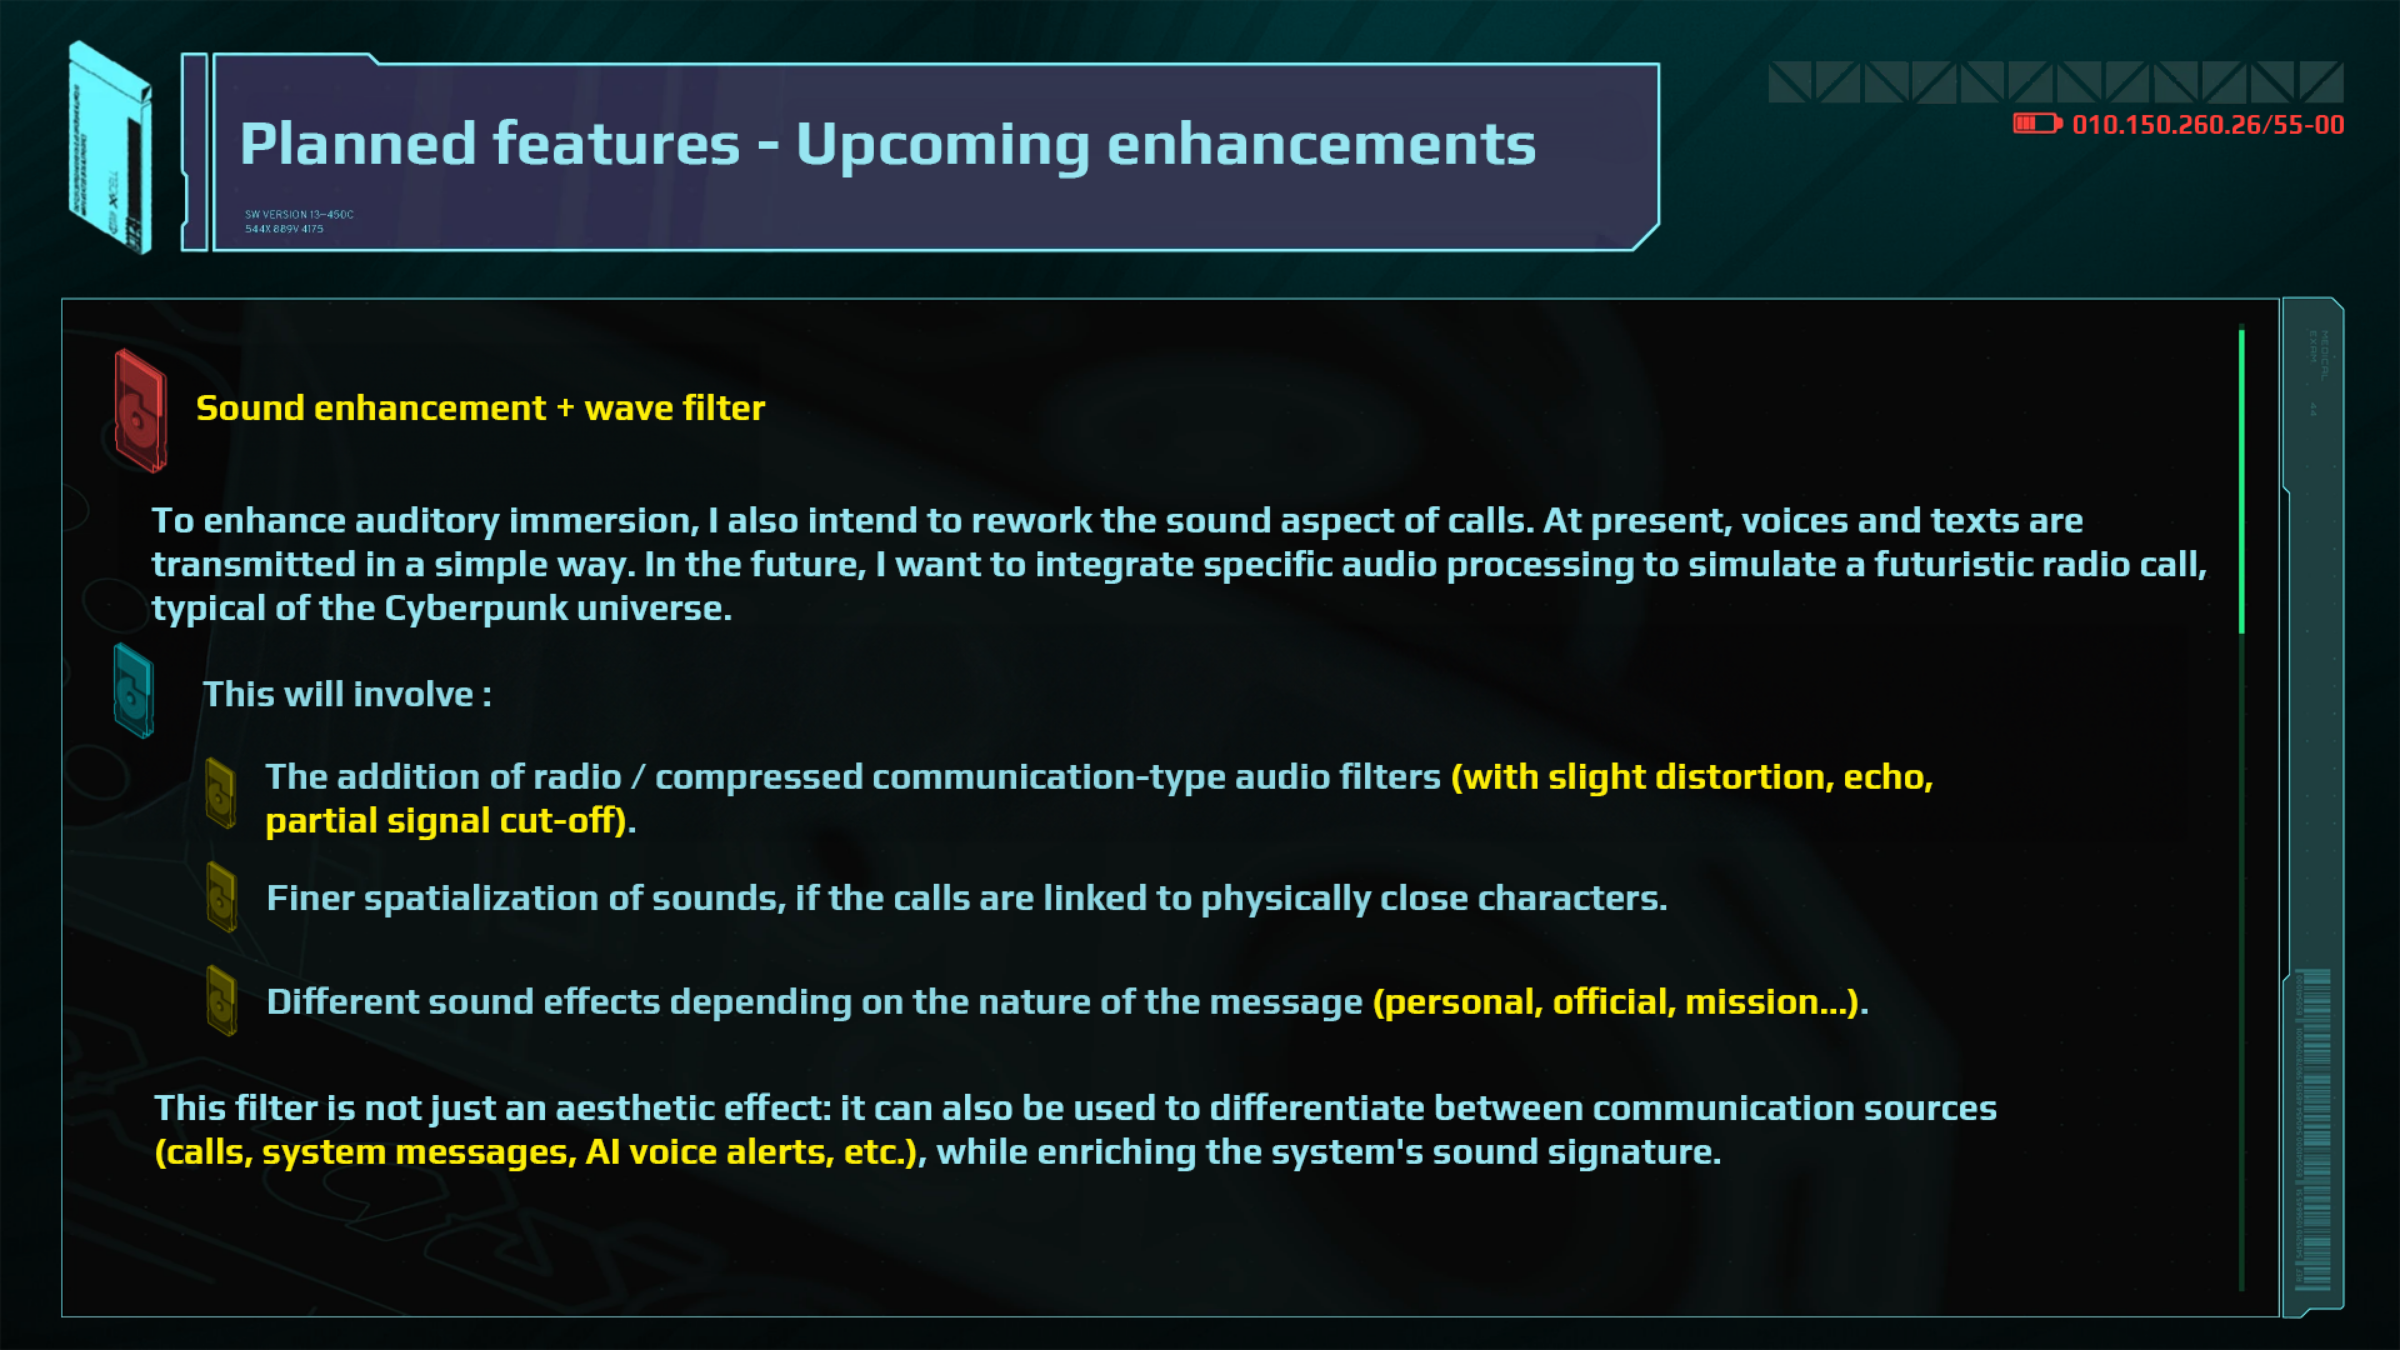 Planned features - Upcoming enhancements
SW VERSION 13-450C
544X 889V 4175
010.150.260.26/55-00
MEDICAL
EXAM
44
Sound enhancement + wave filter
To enhance auditory immersion, I also intend to rework the sound aspect of calls. At present, voices and texts are
transmitted in a simple way. In the future, I want to integrate specific audio processing to simulate a futuristic radio call,
typical of the Cyberpunk universe.
This will involve :
The addition of radio / compressed communication-type audio filters (with slight distortion, echo,
partial signal cut-off).
Finer spatialization of sounds, if the calls are linked to physically close characters.
Different sound effects depending on the nature of the message (personal, official, mission...).
This filter is not just an aesthetic effect: it can also be used to differentiate between communication sources
(calls, system messages, AI voice alerts, etc.), while enriching the system's sound signature.